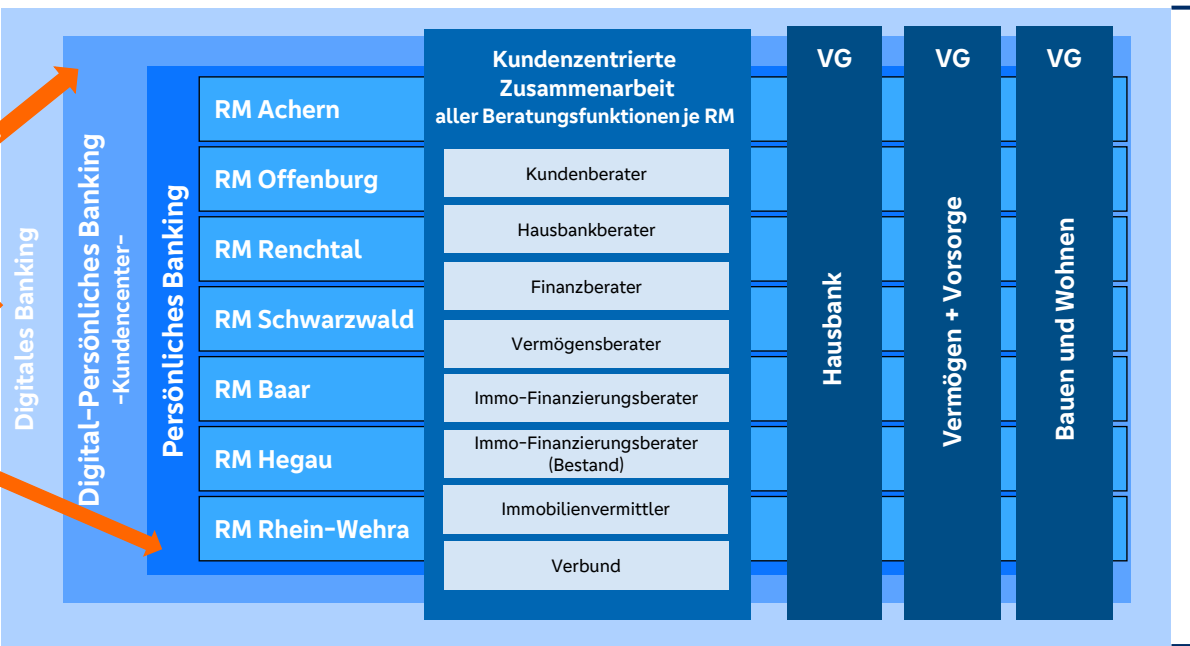 Digitales Banking
Digital-Persönliches Banking
-Kundencenter-
Persönliches Banking
RM Achern
RM Offenburg
RM Renchtal
RM Schwarzwald
RM Baar
RM Hegau
RM Rhein-Wehra
Kundenzentrierte
Zusammenarbeit
aller Beratungsfunktionen je RM
Kundenberater
Hausbankberater
Finanzberater
Vermögensberater
Immo-Finanzierungsberater
Immo-Finanzierungsberater
(Bestand)
Immobilienvermittler
Verbund
VG
Hausbank
VG
Vermögen + Vorsorge
VG
Bauen und Wohnen